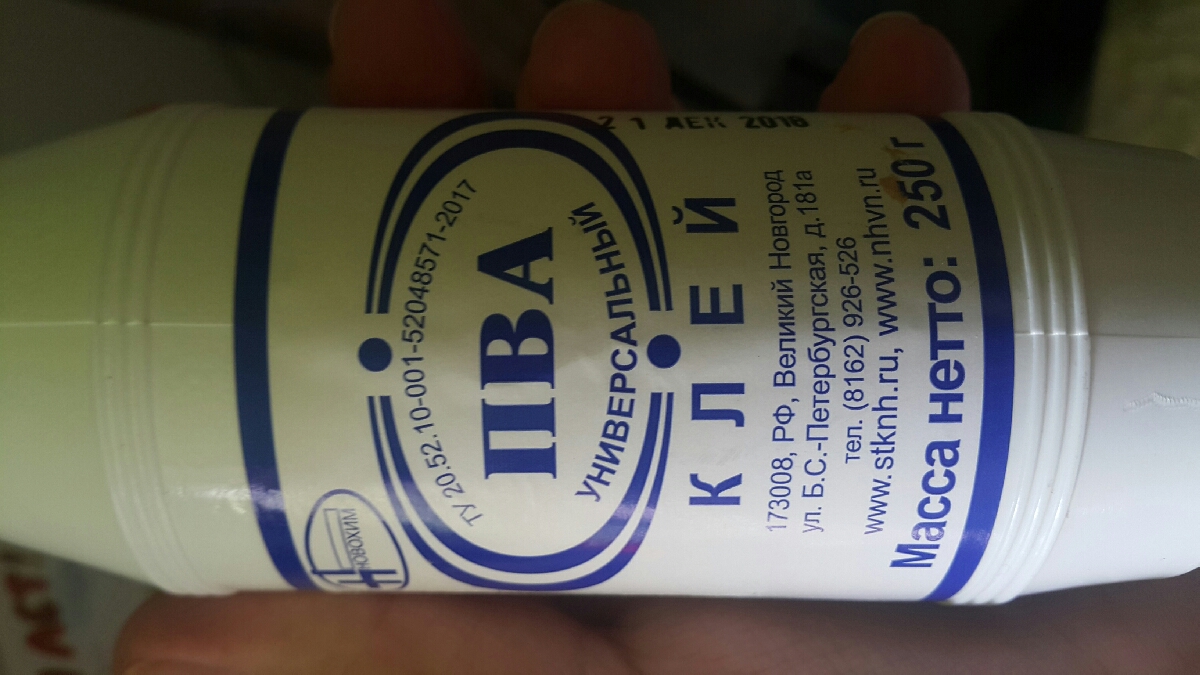 НОВОХИМ
ТУ 20.52.10-001-52048571-2017
ПВА
УНИВЕРСАЛЬНЫЙ
21 ДЕК 2018
КЛЕЙ
173008, РФ, Великий Новгород
ул. Б.С.-Петербургская, д.181а
тел. (8162) 926-526
www.stknh.ru, www.nhvn.ru
Масса нетто: 250 г